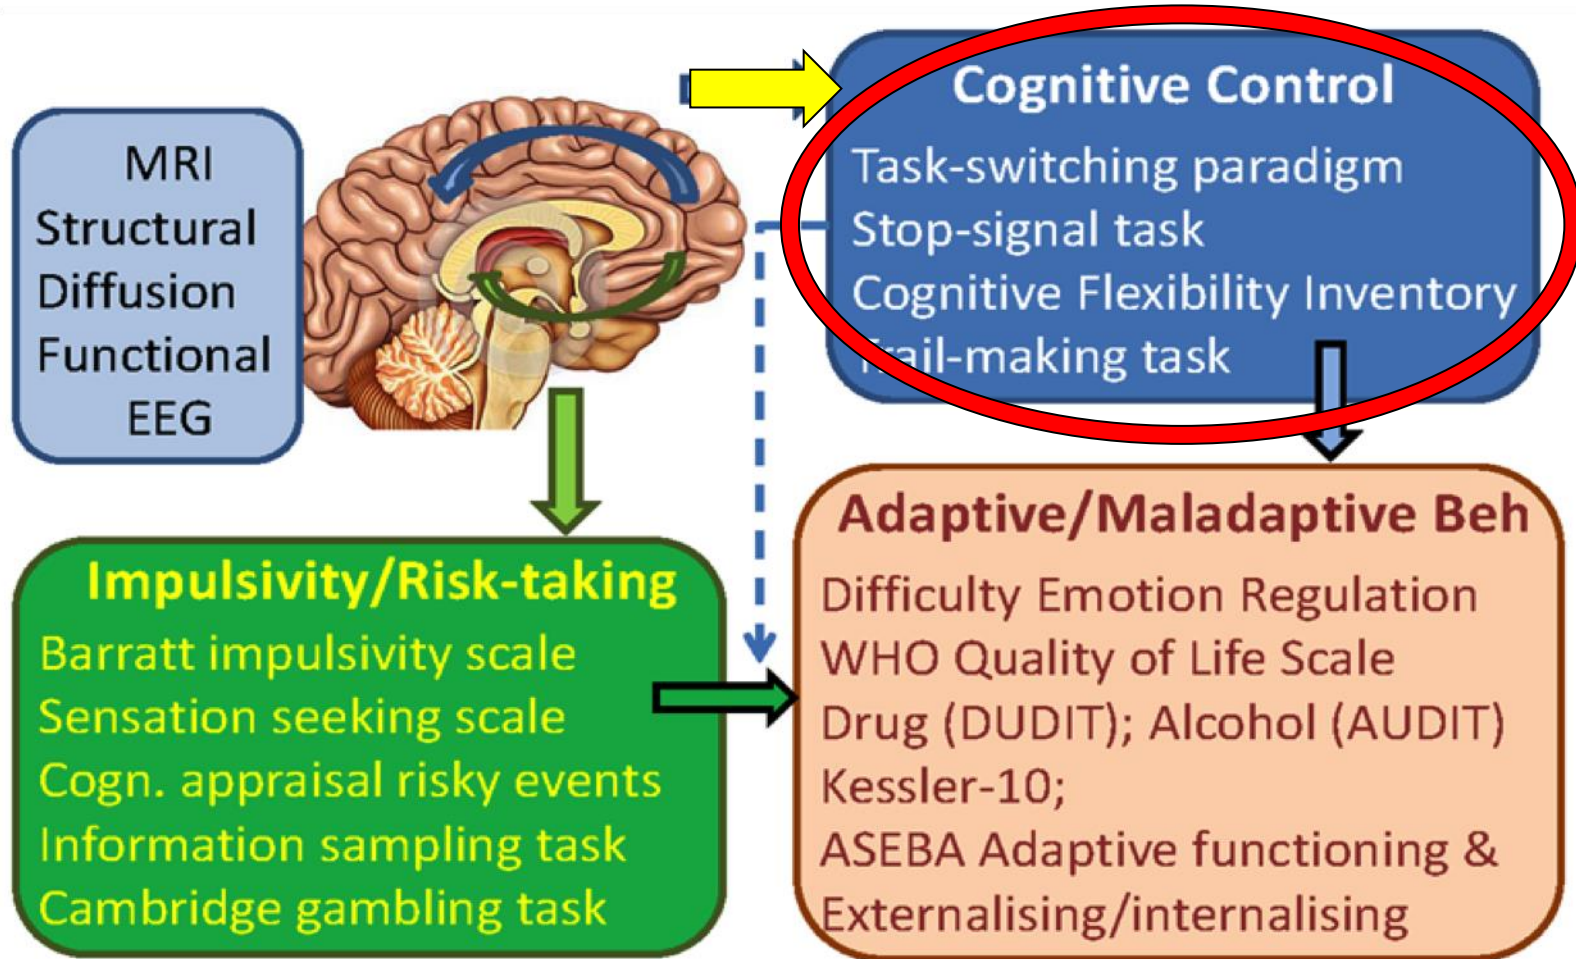 MRI
Structural
Diffusion
Functional
EEG
Cognitive Control
Task-switching paradigm
Stop-signal task
Cognitive Flexibility Inventory
Trail-making task
Impulsivity/Risk-taking
Barratt impulsivity scale
Sensation seeking scale
Cogn. appraisal risky events
Information sampling task
Cambridge gambling task
Adaptive/Maladaptive Beh
Difficulty Emotion Regulation
WHO Quality of Life Scale
Drug (DUDIT); Alcohol (AUDIT)
Kessler-10;
ASEBA Adaptive functioning &
Externalising/internalising